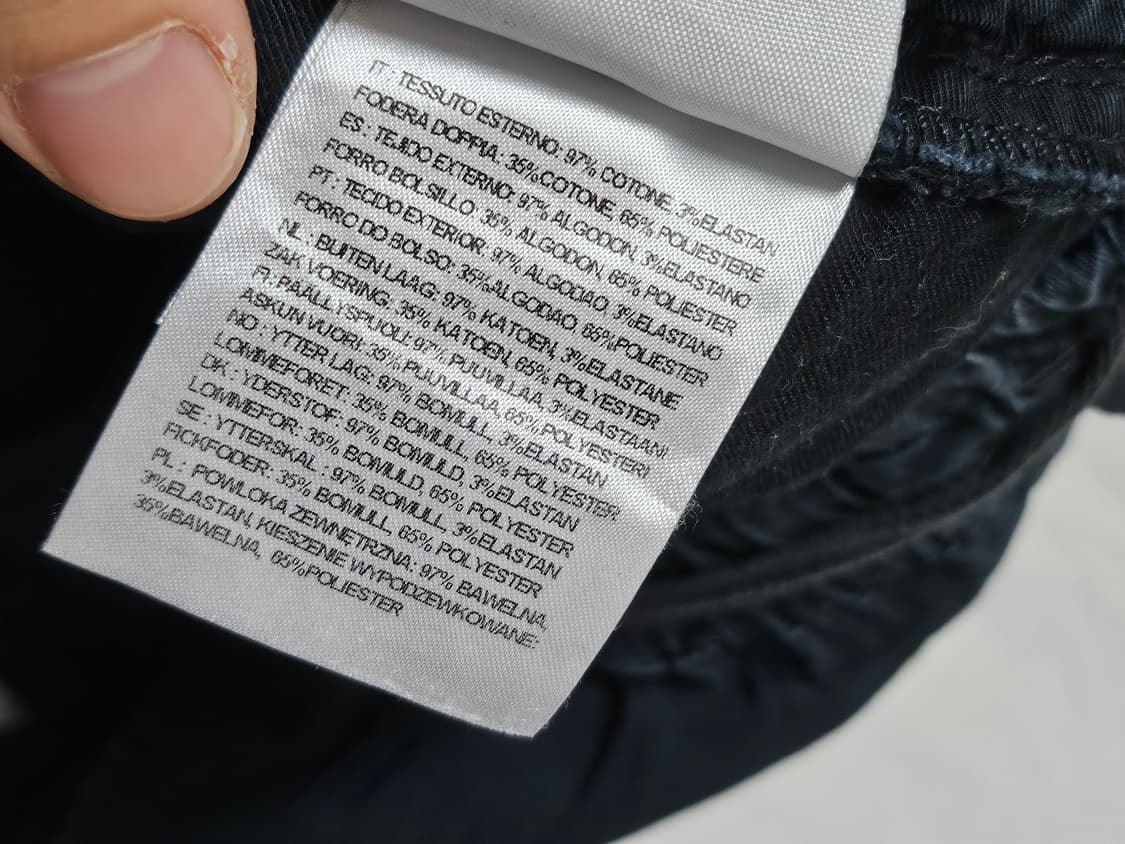 IT : TESSUTO ESTERNO: 97% COTONE, 3%ELASTAN
FODERA DOPPIA: 35%COTONE, 65% POLIESTERE
ES : TEJIDO EXTERNO: 97% ALGODON, 3%ELASTANO
FORRO BOLSILLO: 35% ALGODON, 65% POLIESTER
PT : TECIDO EXTERIOR: 97% ALGODAO, 3%ELASTANO
FORRO DO BOLSO: 35%ALGODAO, 65%POLIESTER
NL : BUITEN LAAG: 97% KATOEN, 3%ELASTANE
ZAK VOERING: 35% KATOEN, 65% POLYESTER
FI: PAALLYSPUOLI: 97% PUUVILLAA, 3%ELASTAANI
ASKUN VUORI: 35%PUUVILLAA, 65%POLYESTERI
NO : YTTER LAG: 97% BOMULL, 3%ELASTAN
LOMMEFORET: 35% BOMULL, 65% POLYESTER
DK : YDERSTOF: 97% BOMULD, 3%ELASTAN
LOMMEFOR: 35% BOMULD, 65% POLYESTER
SE : YTTERSKAL : 97% BOMULL, 3%ELASTAN
FICKFODER: 35% BOMULL, 65% POLYESTER
PL : POWLOKA ZEWNETRZNA: 97% BAWELNA,
3%ELASTAN, KIESZENIE WYPODZEWKOWANE:
35%BAWELNA, 65%POLIESTER